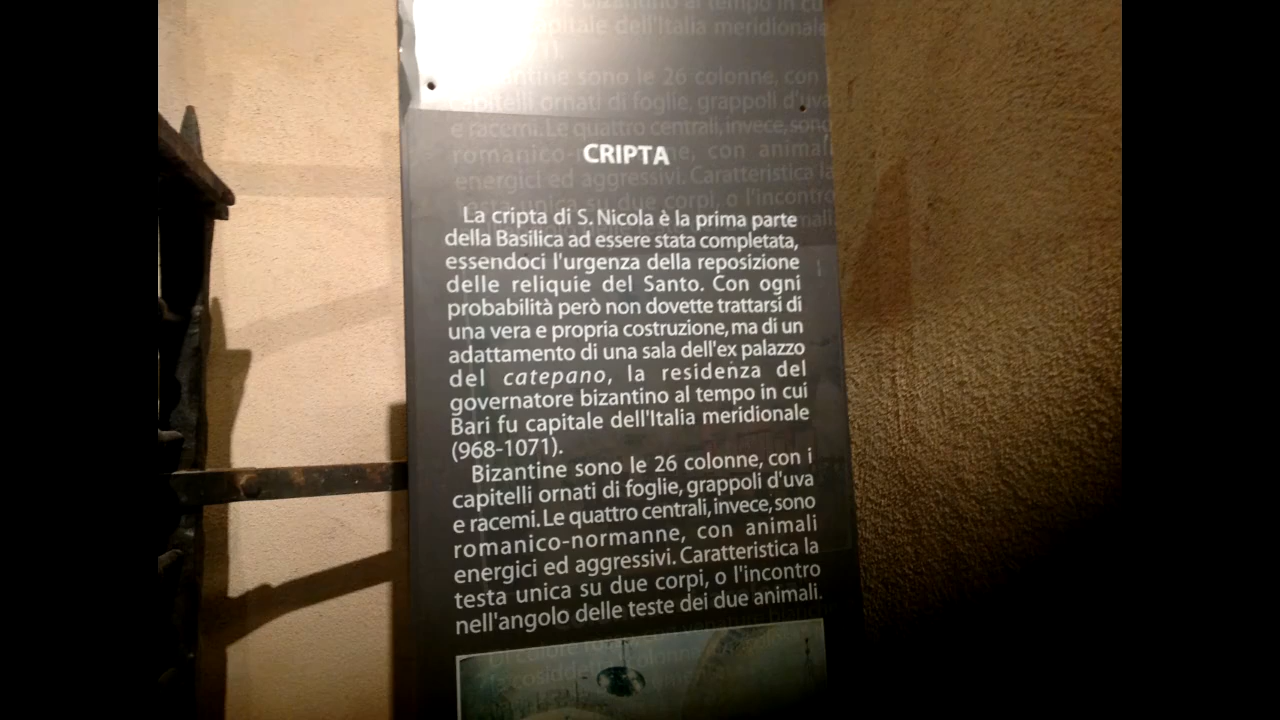 CRIPTA
La cripta di S. Nicola è la prima parte
della Basilica ad essere stata completata,
essendoci l'urgenza della reposizione
delle reliquie del Santo. Con ogni
probabilità però non dovette trattarsi di
una vera e propria costruzione, ma di un
adattamento di una sala dell'ex palazzo
del catepano, la residenza del
governatore bizantino al tempo in cui
Bari fu capitale dell'Italia meridionale
(968-1071).
Bizantine sono le 26 colonne, con i
capitelli ornati di foglie, grappoli d'uva
e racemi. Le quattro centrali, invece, sono
romanico-normanne, con animali
energici ed aggressivi. Caratteristica la
testa unica su due corpi, o l'incontro
nell'angolo delle teste dei due animali.